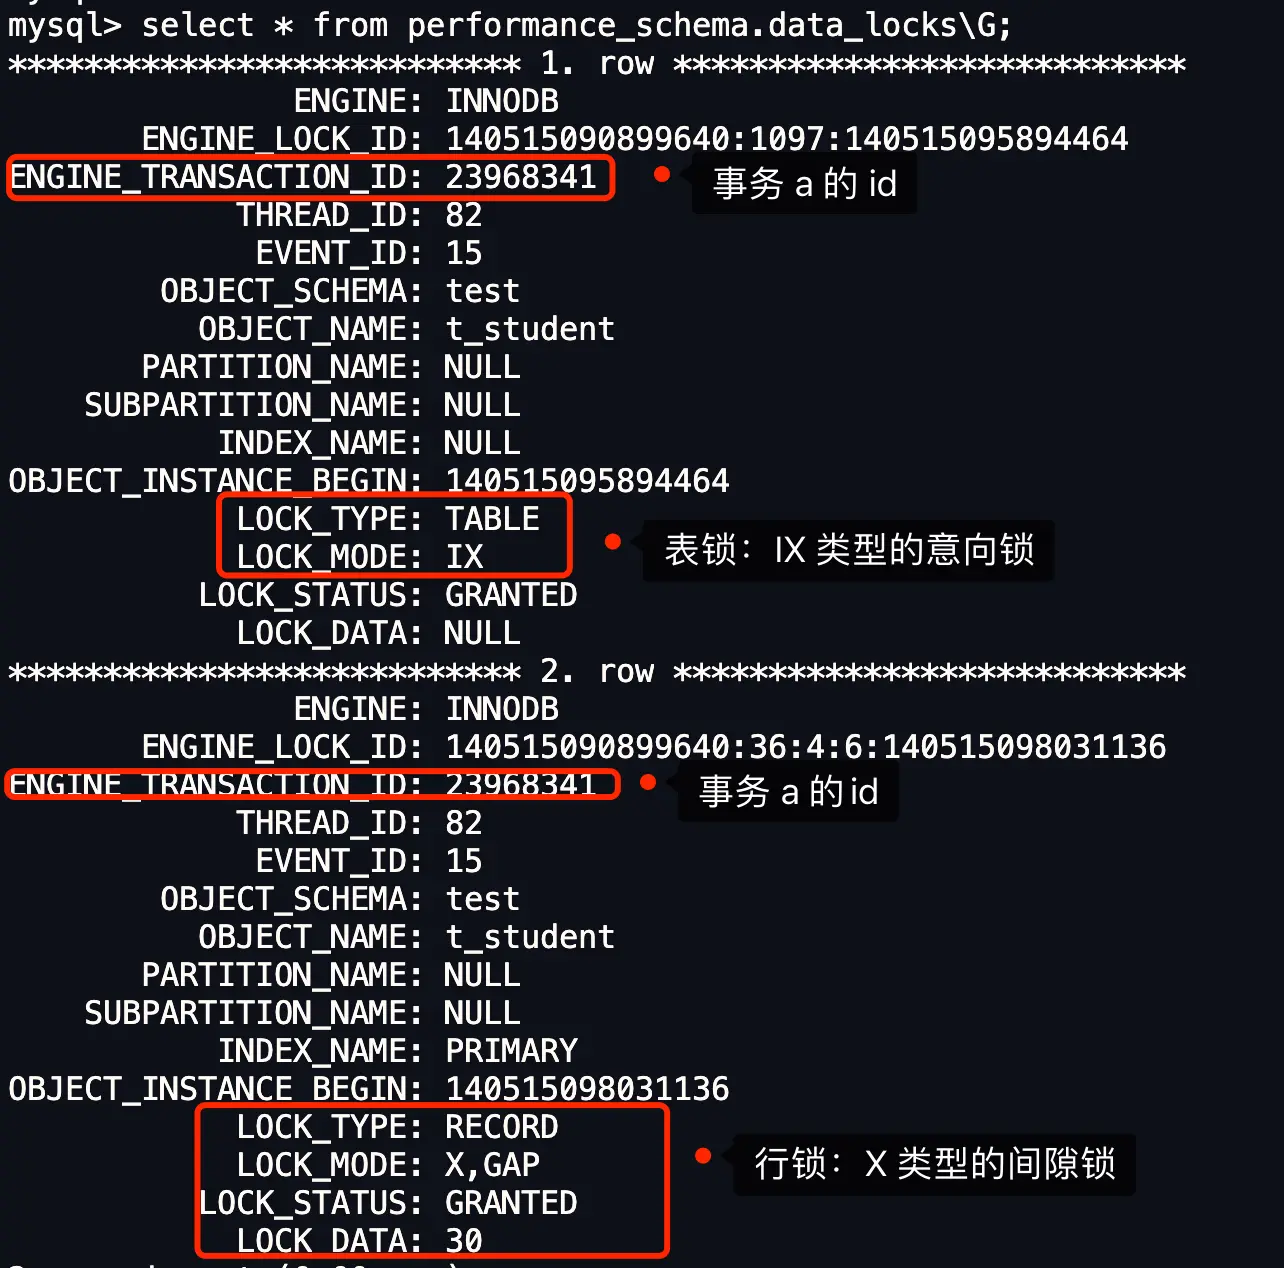 mysql> select * from performance_schema.data_locks\G;
*************************** 1. row ***************************
ENGINE: INNODB
ENGINE_LOCK_ID: 140515090899640:1097:140515095894464
ENGINE_TRANSACTION_ID: 23968341
事务 a 的 id
THREAD_ID: 82
EVENT_ID: 15
OBJECT_SCHEMA: test
OBJECT_NAME: t_student
PARTITION_NAME: NULL
SUBPARTITION_NAME: NULL
INDEX_NAME: NULL
OBJECT_INSTANCE_BEGIN: 140515095894464
LOCK_TYPE: TABLE
LOCK_MODE: IX
表锁：IX 类型的意向锁
LOCK_STATUS: GRANTED
LOCK_DATA: NULL
*************************** 2. row ***************************
ENGINE: INNODB
ENGINE_LOCK_ID: 140515090899640:36:4:6:140515098031136
ENGINE_TRANSACTION_ID: 23968341
事务 a 的 id
THREAD_ID: 82
EVENT_ID: 15
OBJECT_SCHEMA: test
OBJECT_NAME: t_student
PARTITION_NAME: NULL
SUBPARTITION_NAME: NULL
INDEX_NAME: PRIMARY
OBJECT_INSTANCE_BEGIN: 140515098031136
LOCK_TYPE: RECORD
LOCK_MODE: X,GAP
行锁：X 类型的间隙锁
LOCK_STATUS: GRANTED
LOCK_DATA: 30